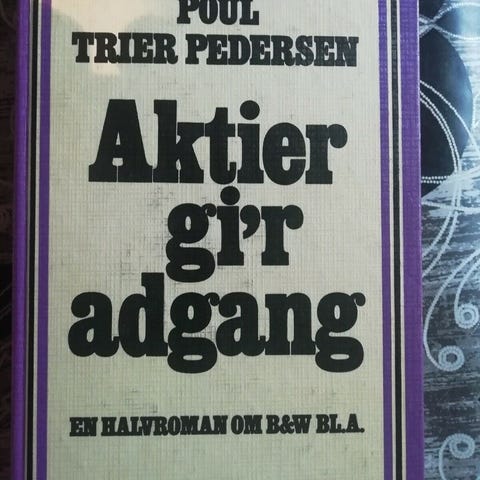 POUL
TRIER PEDERSEN
Aktier
gi'r
adgang
EN HALVROMAN OM B&W BL.A.